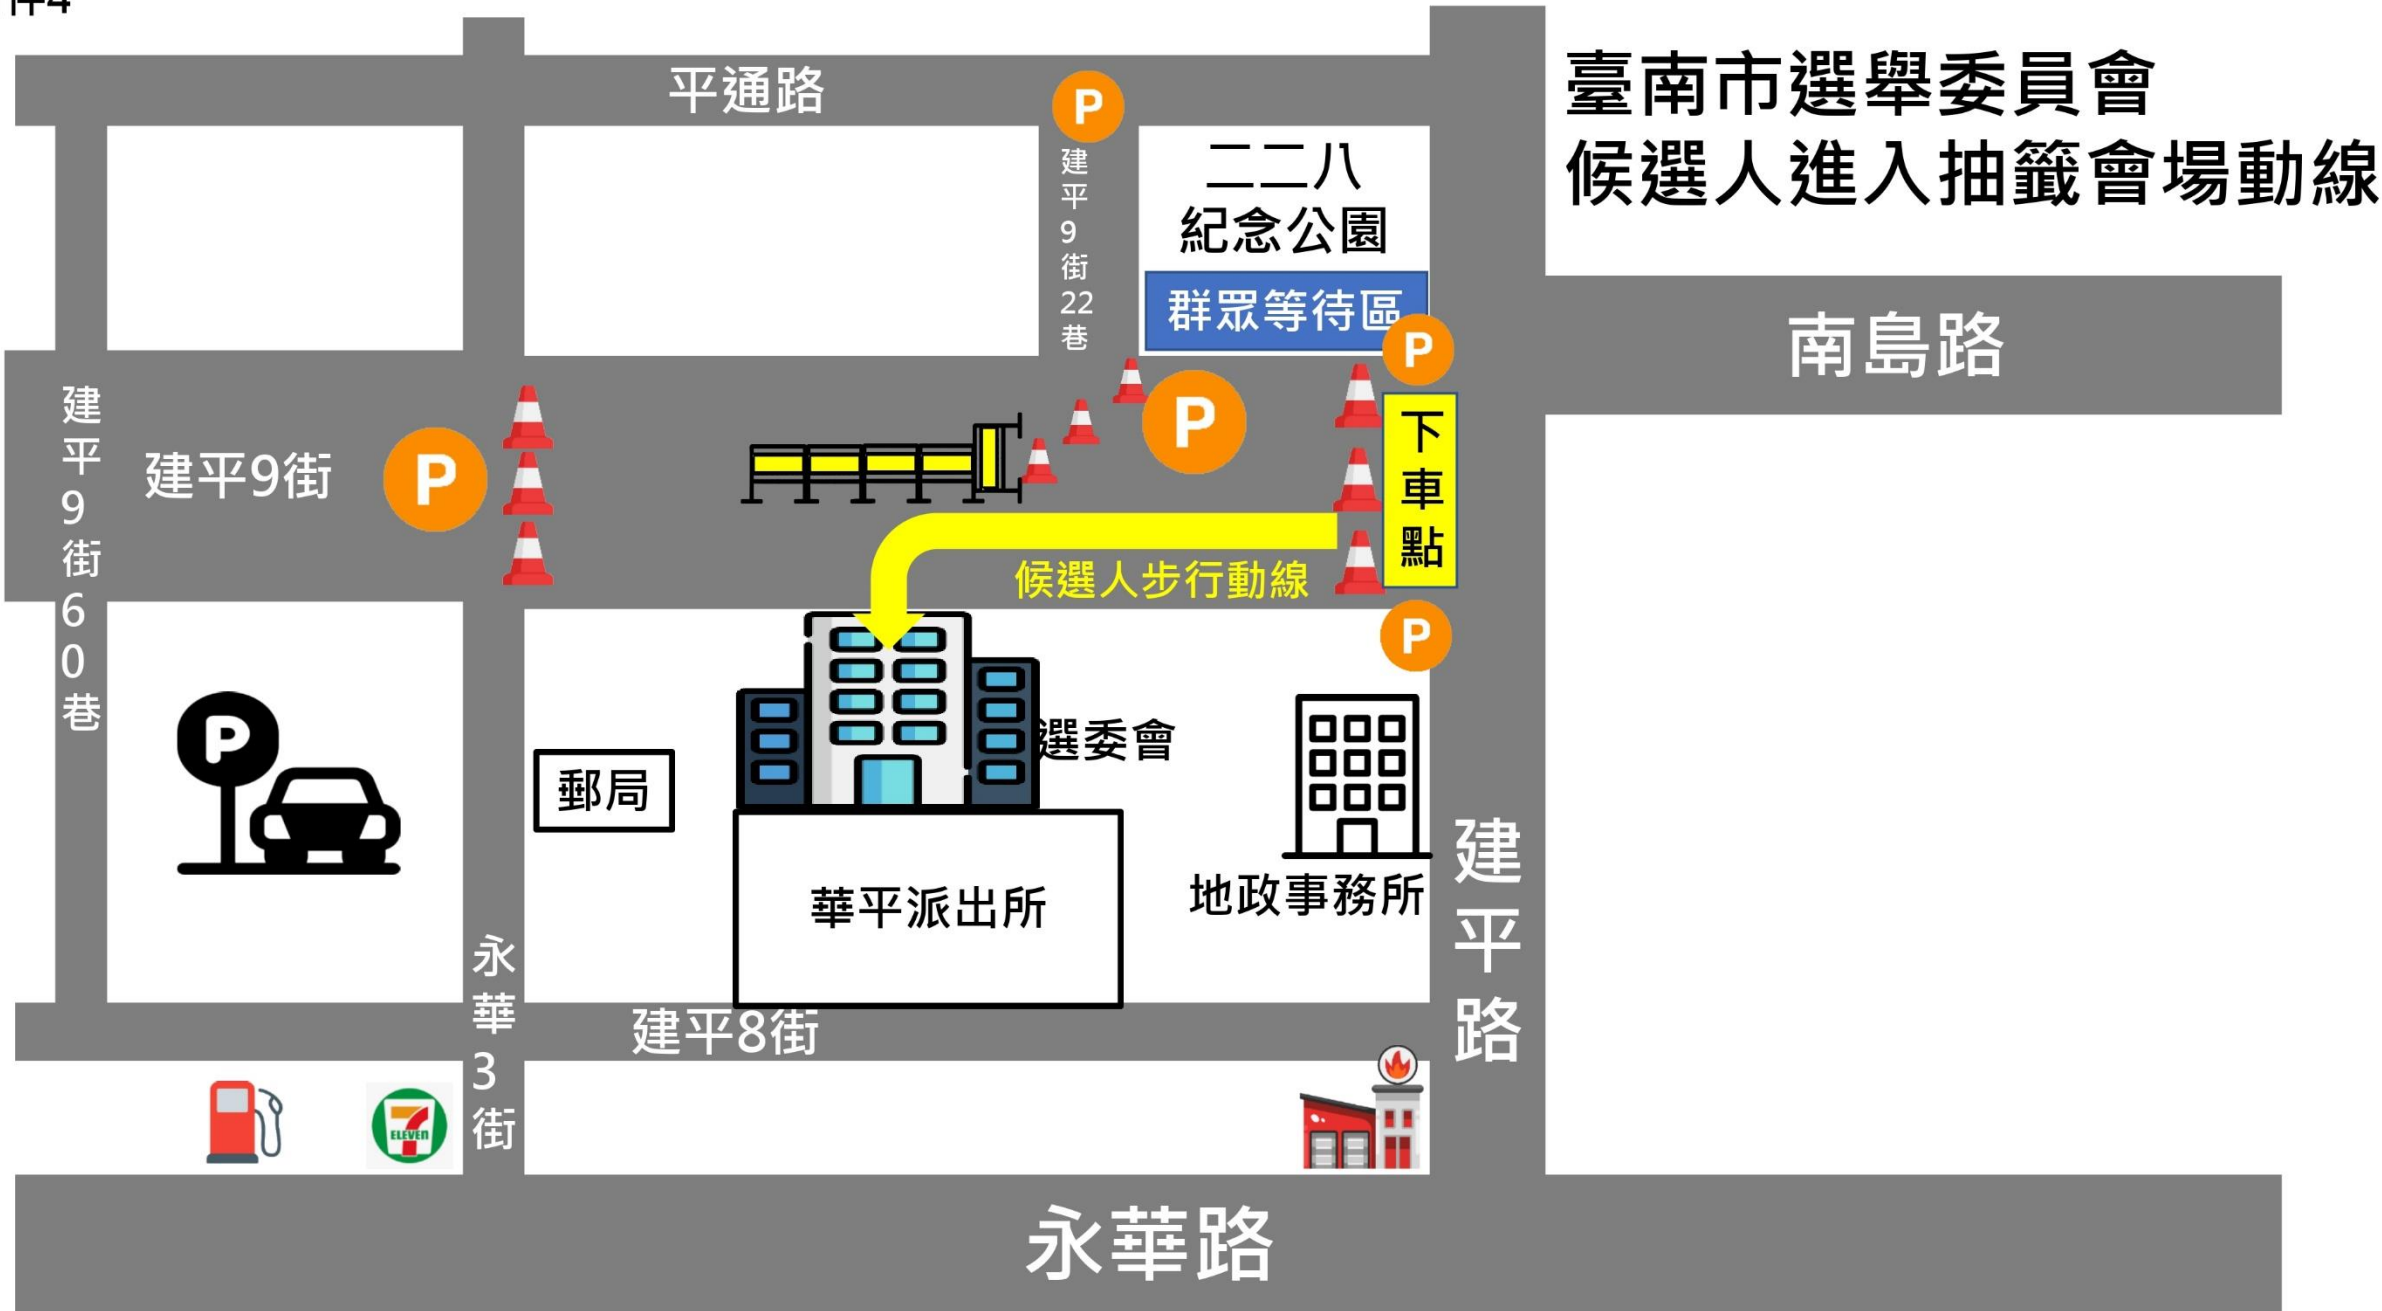 件4
臺南市選舉委員會
候選人進入抽籤會場動線
平通路
P
建平9街22巷
二二八
紀念公園
群眾等待區
P
南島路
建平9街60巷
建平9街
P
P
下車點
候選人步行動線
P
P
選委會
郵局
華平派出所
地政事務所
建平路
永華3街
建平8街
7
ELEVEn
永華路